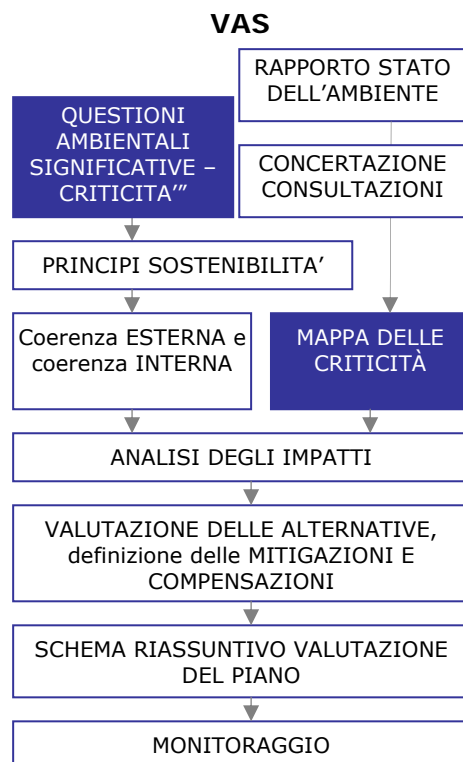 VAS
RAPPORTO STATO
DELL’AMBIENTE
QUESTIONI
AMBIENTALI
SIGNIFICATIVE –
CRITICITA’”
CONCERTAZIONE
CONSULTAZIONI
PRINCIPI SOSTENIBILITA’
Coerenza ESTERNA e
coerenza INTERNA
MAPPA DELLE
CRITICITÀ
ANALISI DEGLI IMPATTI
VALUTAZIONE DELLE ALTERNATIVE,
definizione delle MITIGAZIONI E
COMPENSAZIONI
SCHEMA RIASSUNTIVO VALUTAZIONE
DEL PIANO
MONITORAGGIO